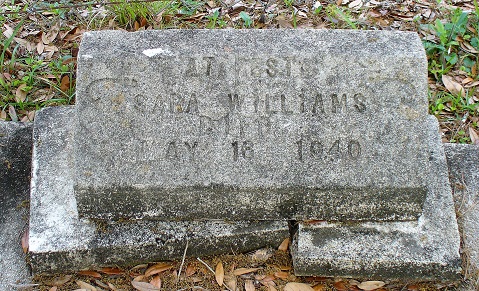 AT REST
SARA WILLIAMS
DIED
MAY 18 1940